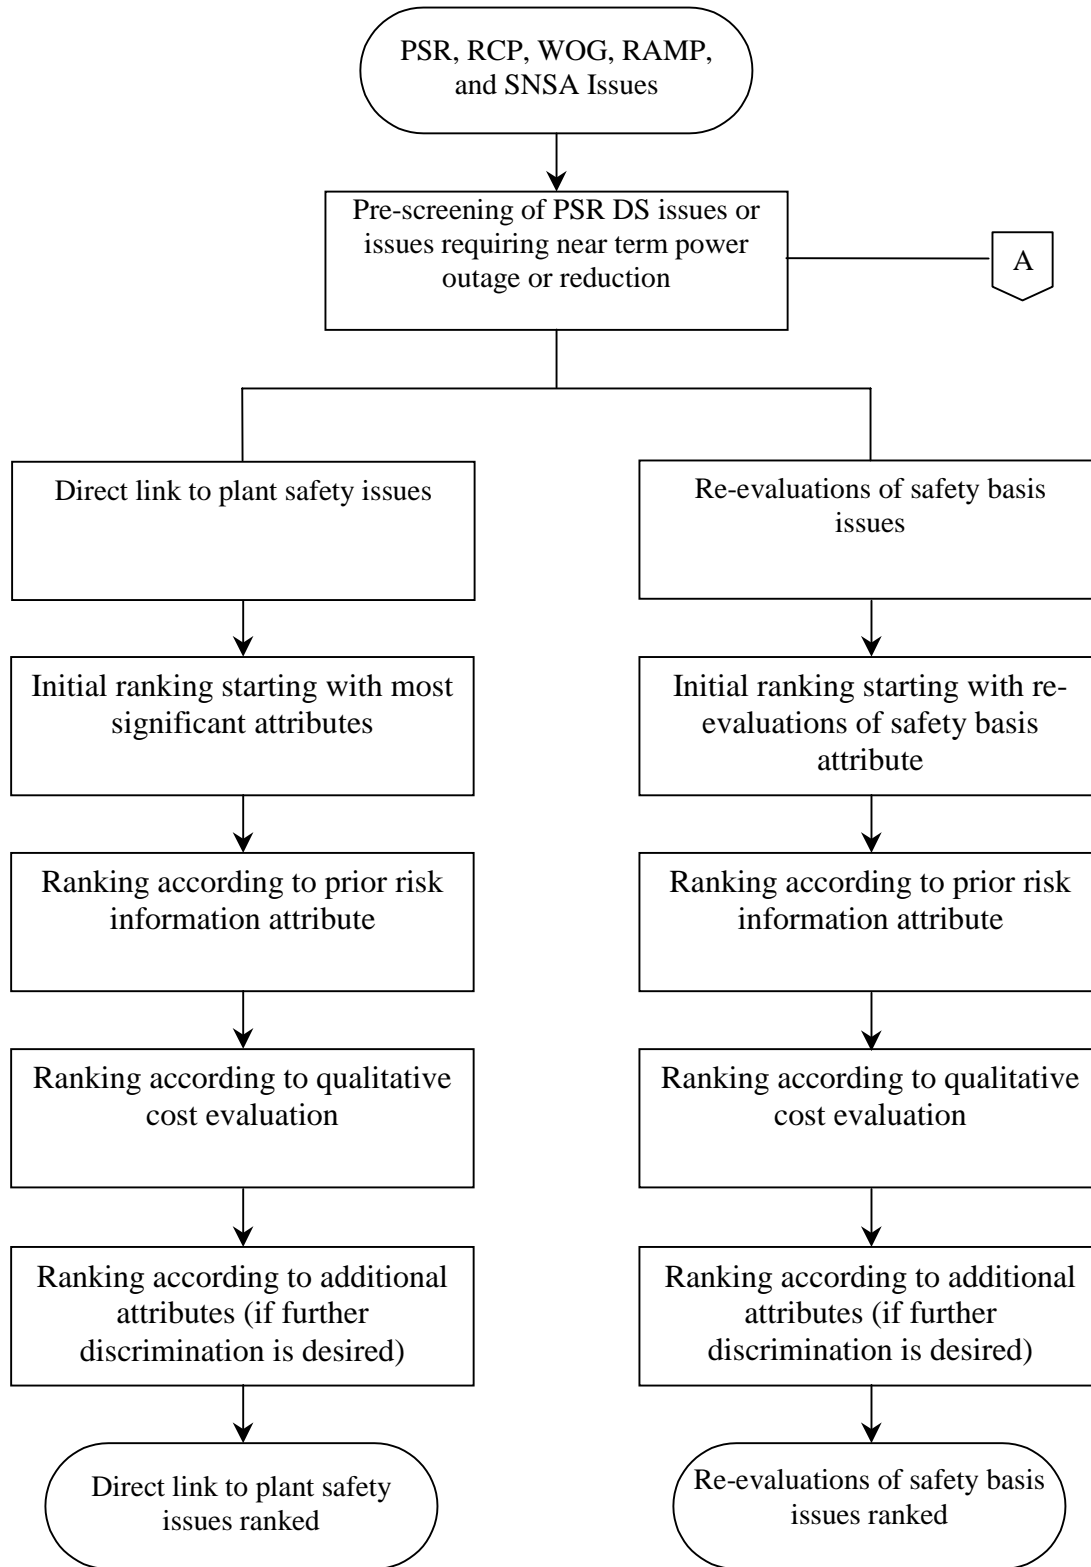 PSR, RCP, WOG, RAMP,
and SNSA Issues
Pre-screening of PSR DS issues or
issues requiring near term power
outage or reduction
A
Direct link to plant safety issues
Re-evaluations of safety basis
issues
Initial ranking starting with most
significant attributes
Initial ranking starting with re-
evaluations of safety basis
attribute
Ranking according to prior risk
information attribute
Ranking according to prior risk
information attribute
Ranking according to qualitative
cost evaluation
Ranking according to qualitative
cost evaluation
Ranking according to additional
attributes (if further
discrimination is desired)
Ranking according to additional
attributes (if further
discrimination is desired)
Direct link to plant safety
issues ranked
Re-evaluations of safety basis
issues ranked